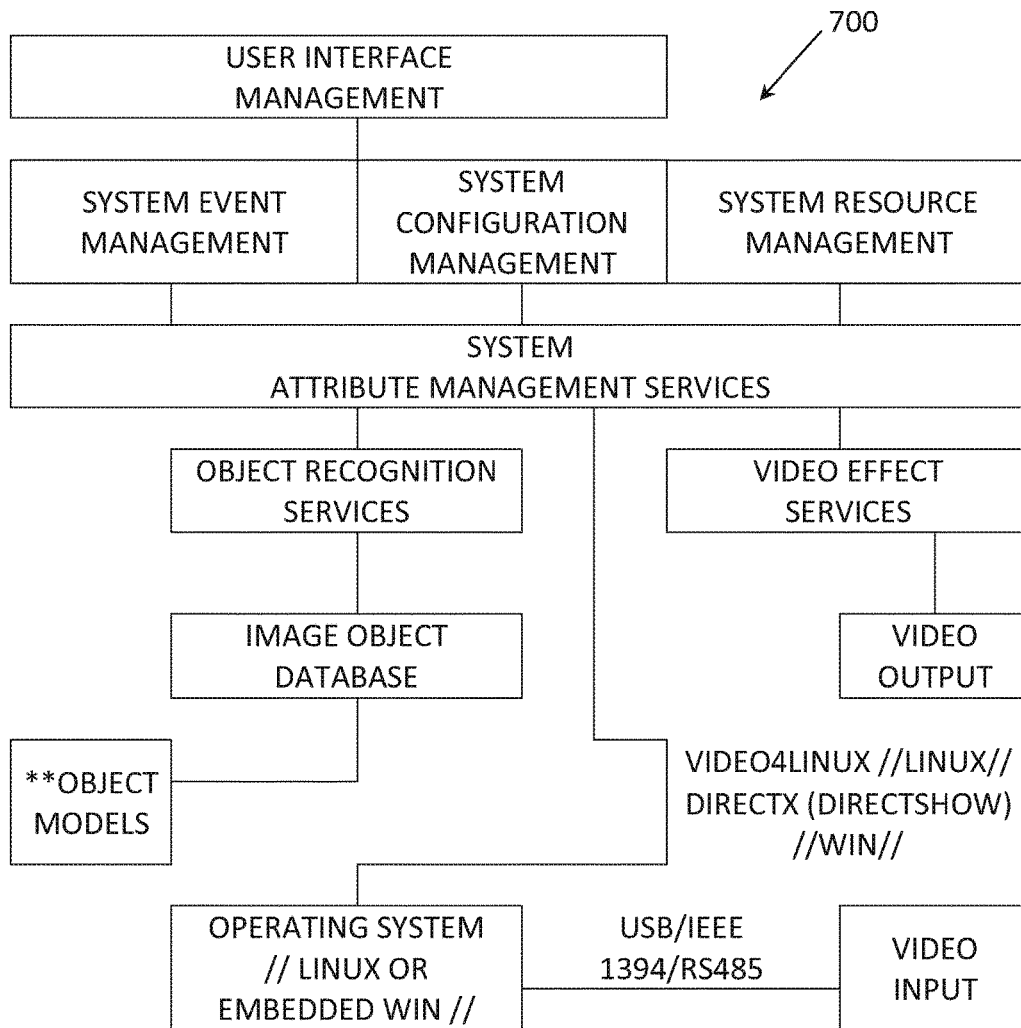 700
USER INTERFACE
MANAGEMENT
SYSTEM EVENT
MANAGEMENT
SYSTEM
CONFIGURATION
MANAGEMENT
SYSTEM RESOURCE
MANAGEMENT
SYSTEM
ATTRIBUTE MANAGEMENT SERVICES
OBJECT RECOGNITION
SERVICES
VIDEO EFFECT
SERVICES
IMAGE OBJECT
DATABASE
VIDEO
OUTPUT
**OBJECT
MODELS
VIDEO4LINUX //LINUX//
DIRECTX (DIRECTSHOW)
//WIN//
OPERATING SYSTEM
// LINUX OR
EMBEDDED WIN //
USB/IEEE
1394/RS485
VIDEO
INPUT